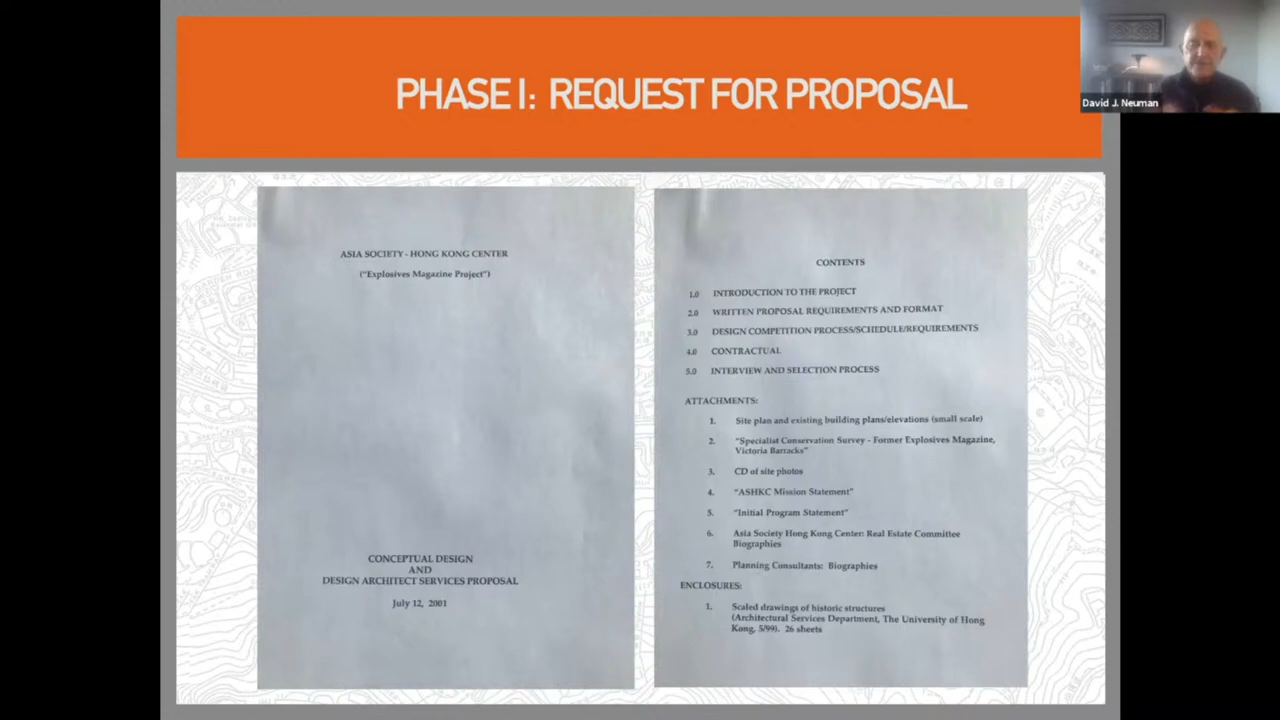 PHASE I: REQUEST FOR PROPOSAL
David J. Neuman
ASIA SOCIETY - HONG KONG CENTER
("Explosives Magazine Project")
CONCEPTUAL DESIGN
AND
DESIGN ARCHITECT SERVICES PROPOSAL
July 12, 2001
CONTENTS
1.0 INTRODUCTION TO THE PROJECT
2.0 WRITTEN PROPOSAL REQUIREMENTS AND FORMAT
3.0 DESIGN COMPETITION PROCESS/SCHEDULE/REQUIREMENTS
4.0 CONTRACTUAL
5.0 INTERVIEW AND SELECTION PROCESS
ATTACHMENTS:
1. Site plan and existing building plans/elevations (small scale)
2. "Specialist Conservation Survey - Former Explosives Magazine,
Victoria Barracks"
3. CD of site photos
4. "ASHKC Mission Statement"
5. "Initial Program Statement"
6. Asia Society Hong Kong Center: Real Estate Committee
Biographies
7. Planning Consultants: Biographies
ENCLOSURES:
1. Scaled drawings of historic structures
(Architectural Services Department, The University of Hong
Kong, 5/99). 26 sheets